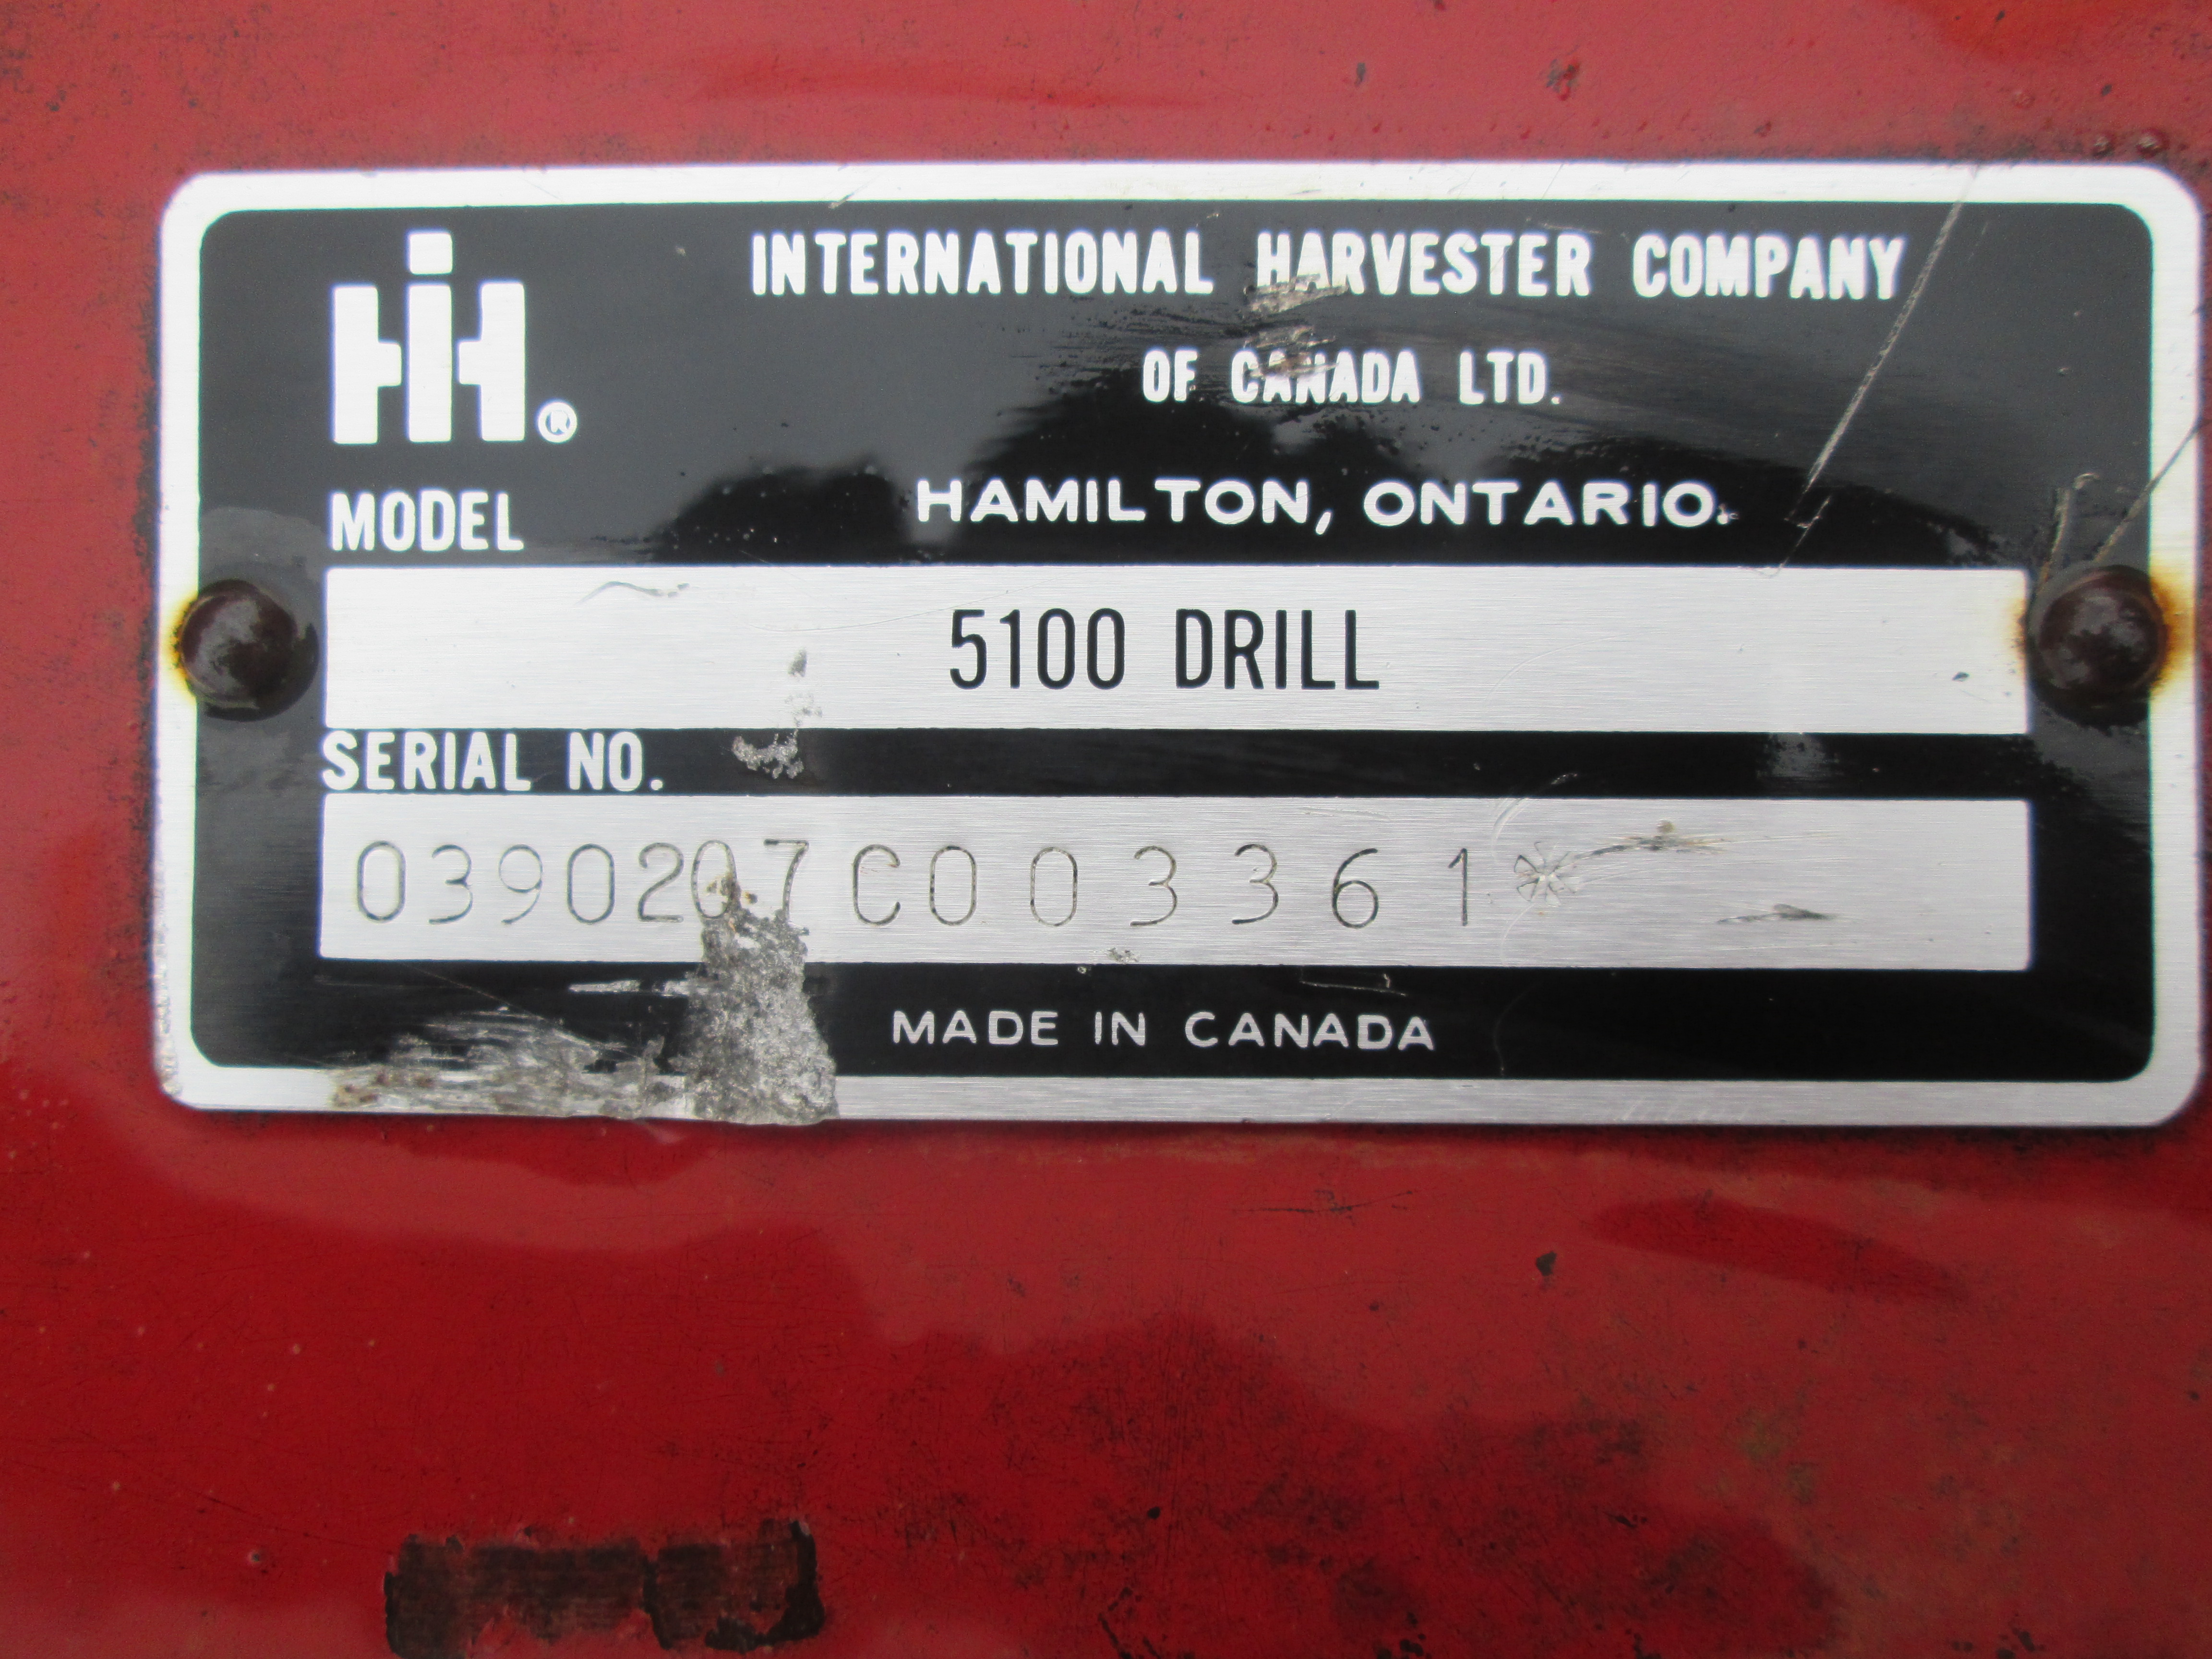 IH®
INTERNATIONAL HARVESTER COMPANY
OF CANADA LTD.
HAMILTON, ONTARIO.
MODEL
5100 DRILL
SERIAL NO.
0390207C003361*
MADE IN CANADA